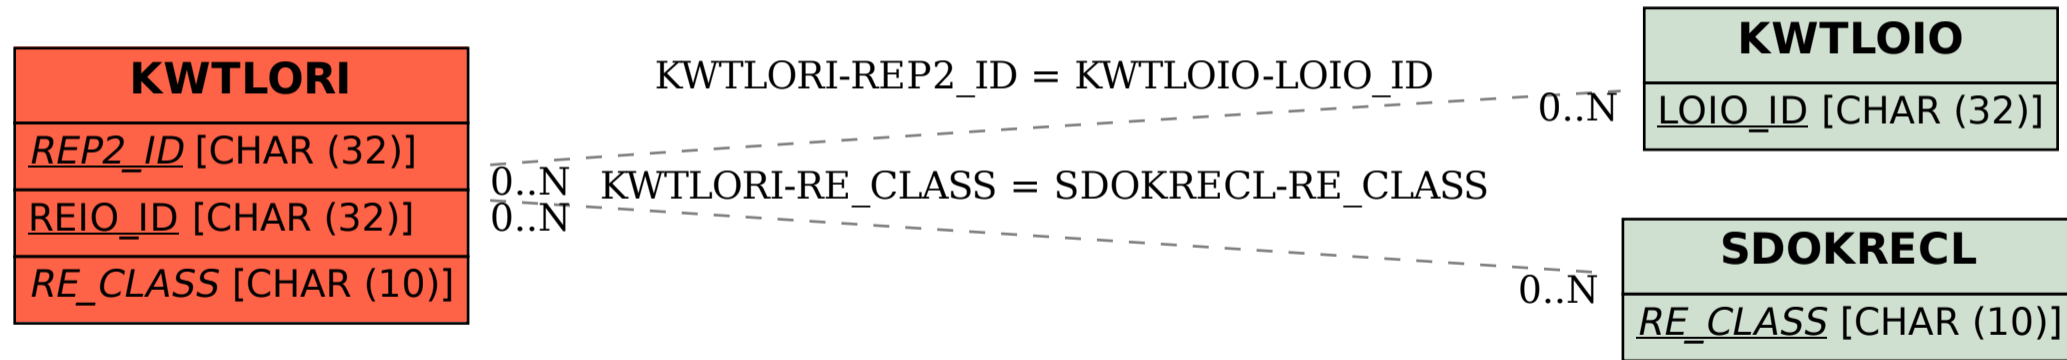 KWTLORI
REP2_ID [CHAR (32)]
REIO_ID [CHAR (32)]
RE_CLASS [CHAR (10)]
KWTLORI-REP2_ID = KWTLOIO-LOIO_ID
0..N
0..N
KWTLORI-RE_CLASS = SDOKRECL-RE_CLASS
0..N
0..N
KWTLOIO
LOIO_ID [CHAR (32)]
SDOKRECL
RE_CLASS [CHAR (10)]